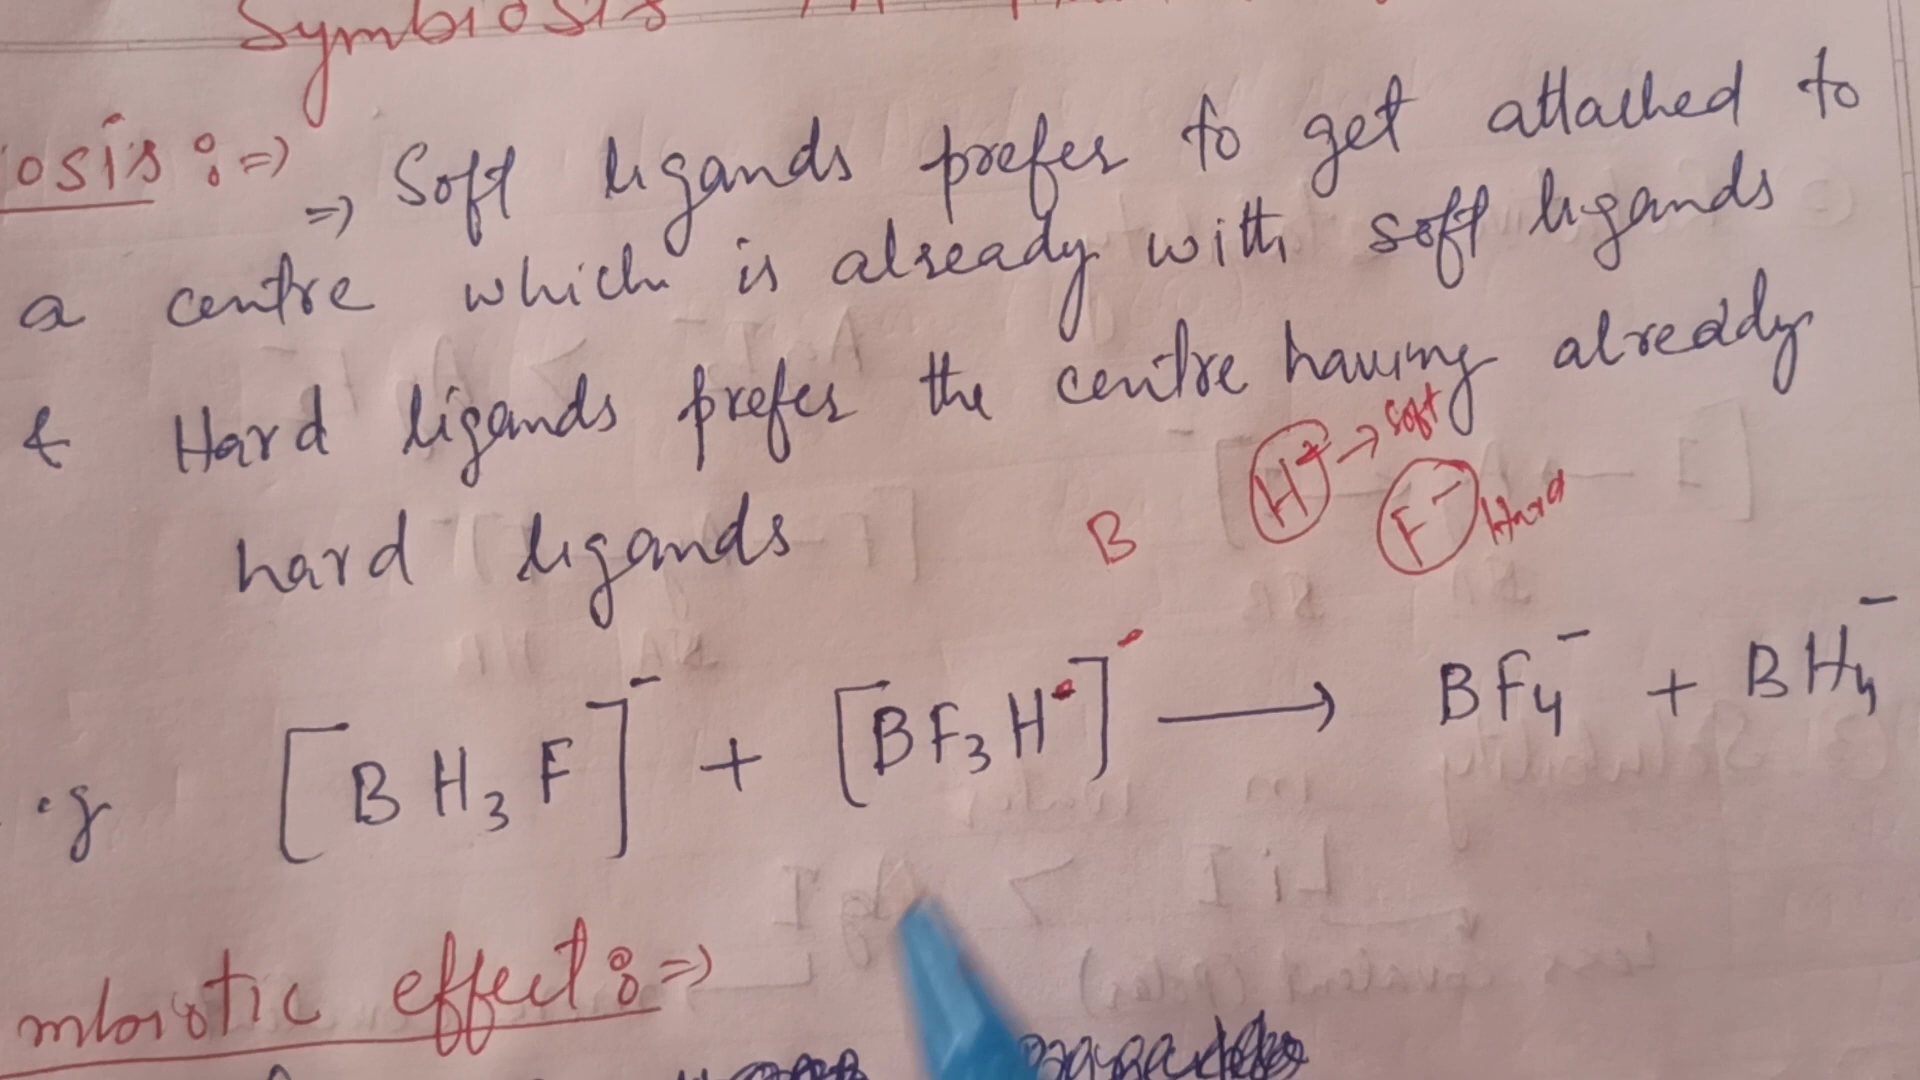 Symbiosis
osis :⇒
⇒ Soft ligands prefer to get attached to
a centre which is already with soft ligands
& Hard ligands prefer the centre having already
hard ligands
B H → soft F⁻ Hard
[BH₃F]⁻ + [BF₃H]⁻ → BF₄⁻ + BH₄⁻
.g
mbiotic effect :⇒